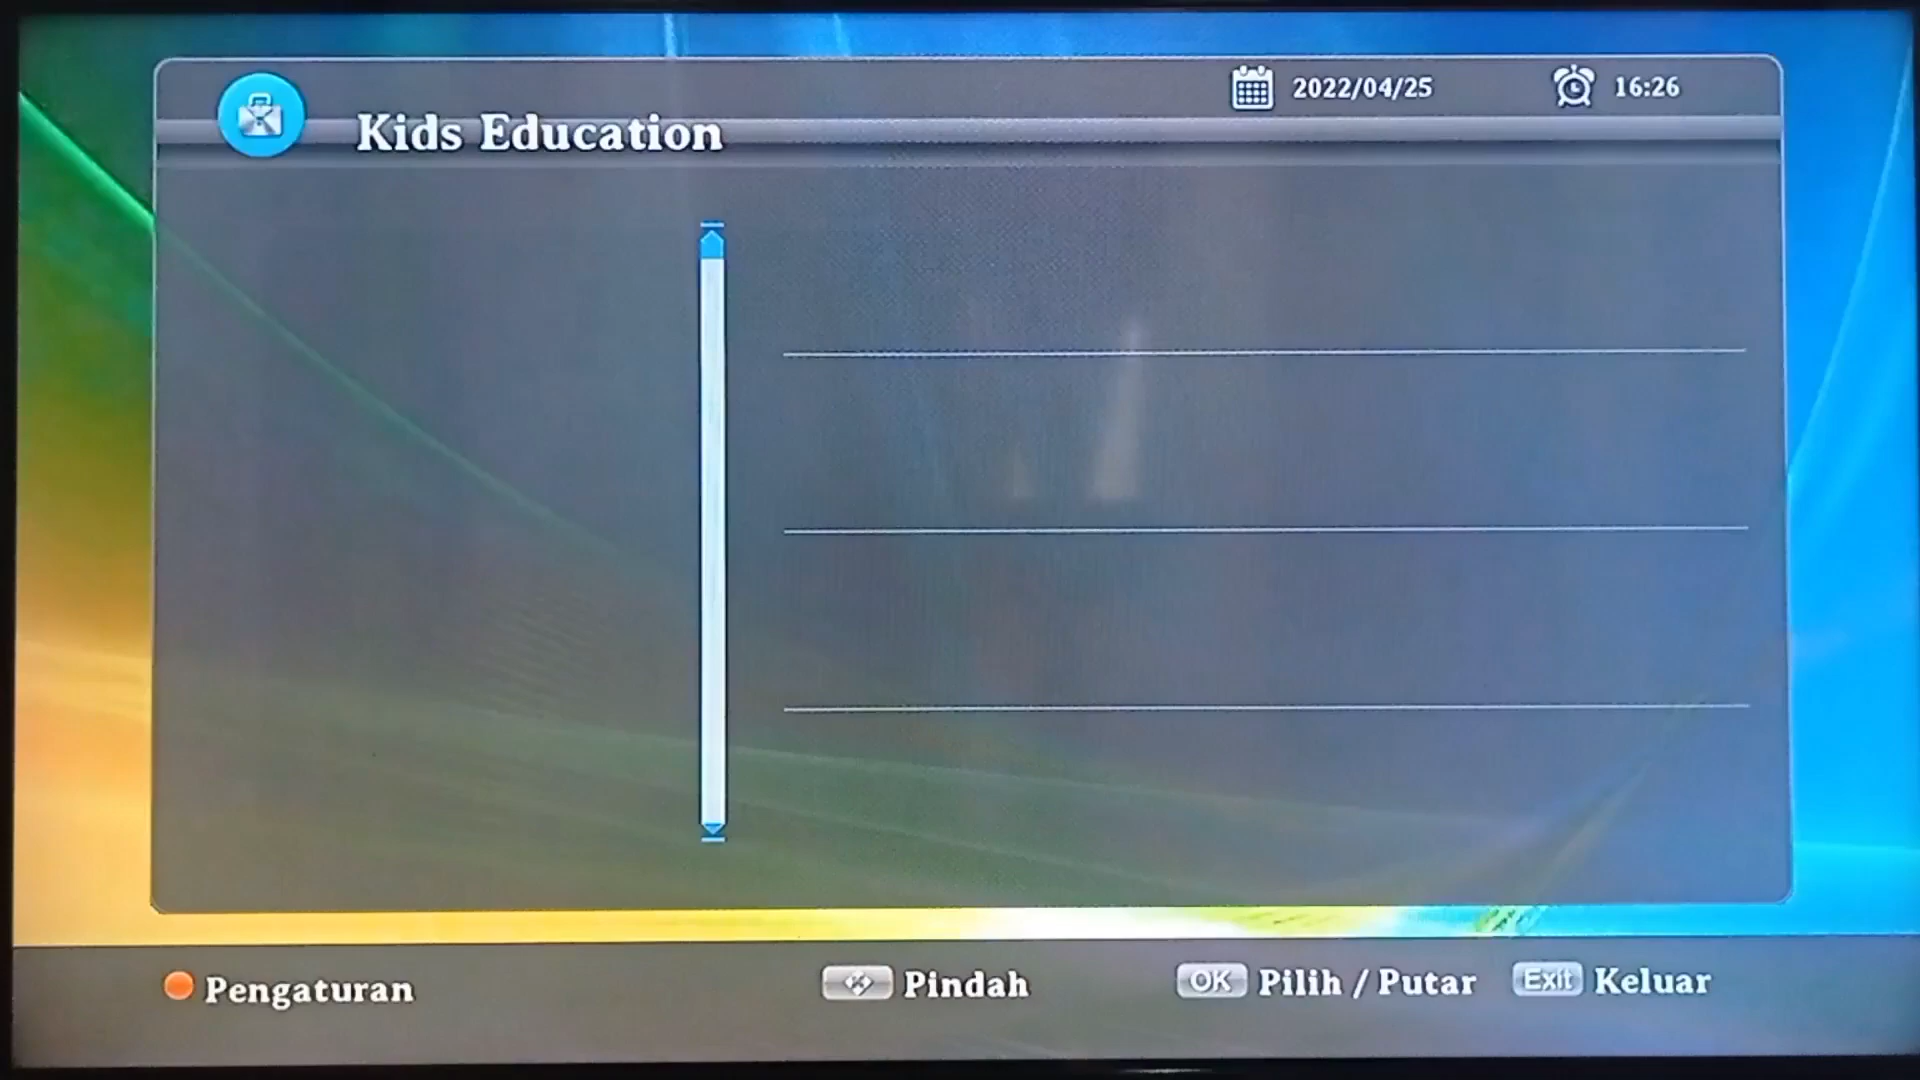 2022/04/25
16:26
Kids Education
Pengaturan
Pindah
OK Pilih / Putar
Exit Keluar